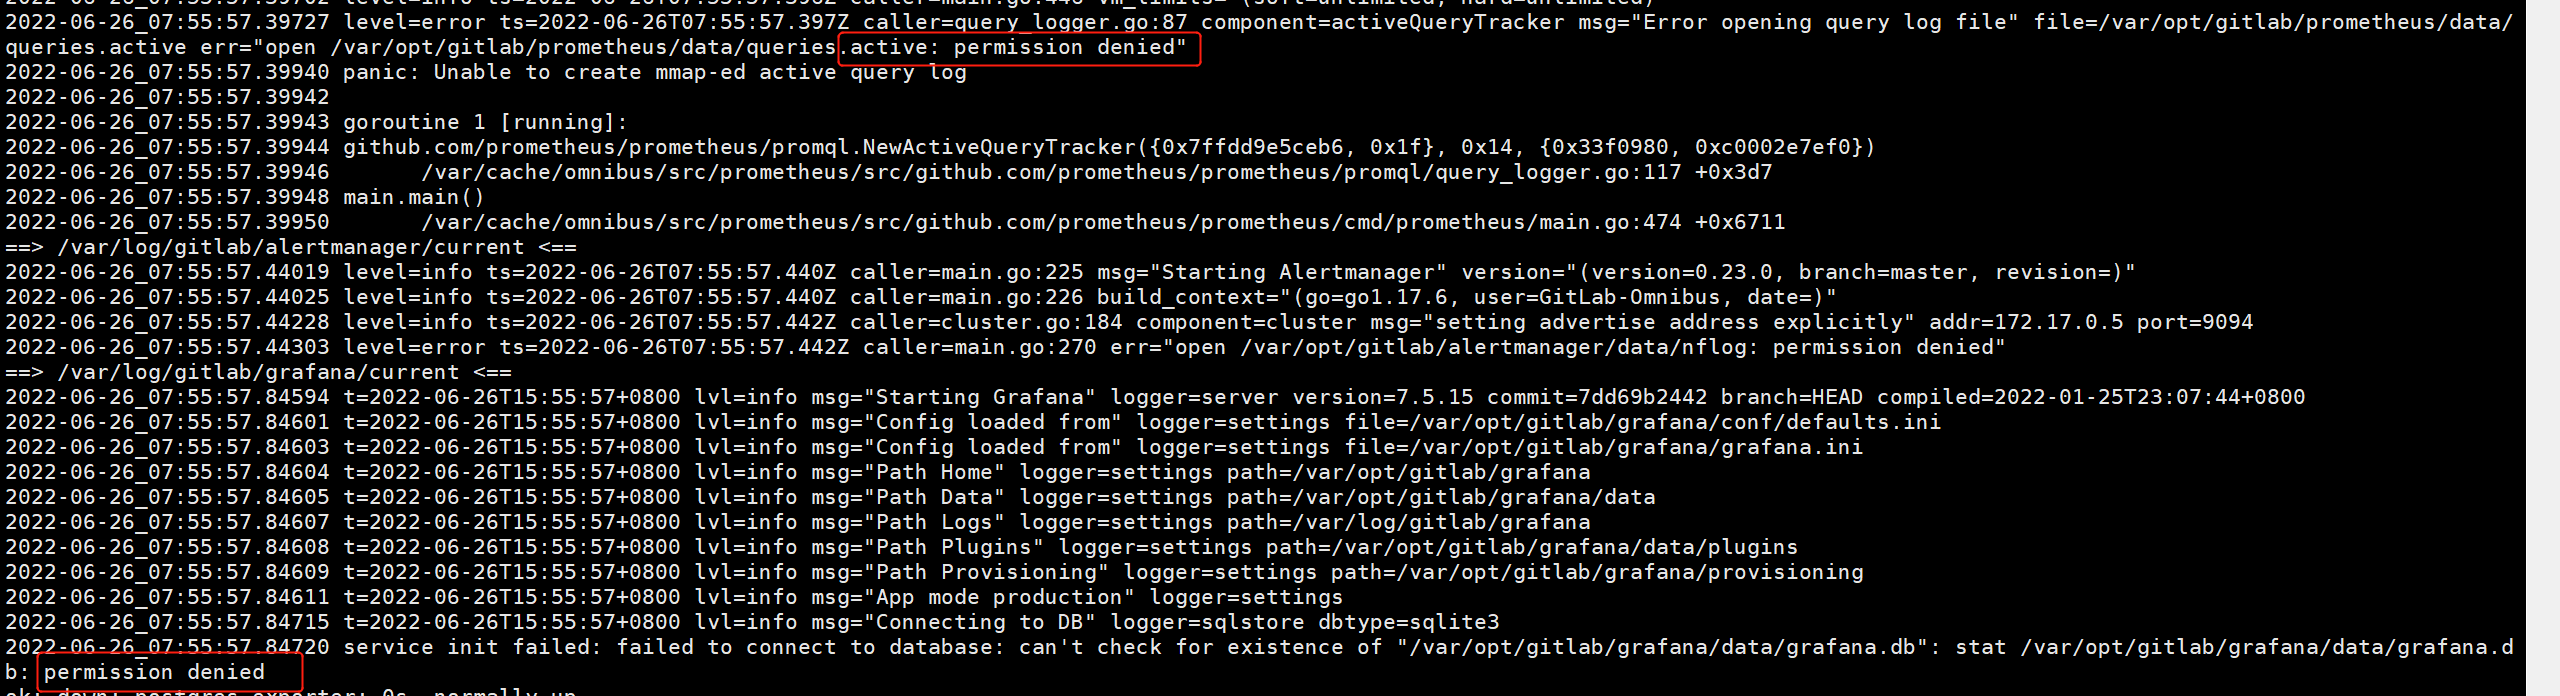 2022-06-26_07:55:57.39727 level=error ts=2022-06-26T07:55:57.397Z caller=query_logger.go:87 component=activeQueryTracker msg="Error opening query log file" file=/var/opt/gitlab/prometheus/data/
queries.active err="open /var/opt/gitlab/prometheus/data/queries.active: permission denied"
2022-06-26_07:55:57.39940 panic: Unable to create mmap-ed active query log
2022-06-26_07:55:57.39942
2022-06-26_07:55:57.39943 goroutine 1 [running]:
2022-06-26_07:55:57.39944 github.com/prometheus/prometheus/promql.NewActiveQueryTracker({0x7ffdd9e5ceb6, 0x1f}, 0x14, {0x33f0980, 0xc0002e7ef0})
2022-06-26_07:55:57.39946       /var/cache/omnibus/src/prometheus/src/github.com/prometheus/prometheus/promql/query_logger.go:117 +0x3d7
2022-06-26_07:55:57.39948 main.main()
2022-06-26_07:55:57.39950       /var/cache/omnibus/src/prometheus/src/github.com/prometheus/prometheus/cmd/prometheus/main.go:474 +0x6711
==> /var/log/gitlab/alertmanager/current <==
2022-06-26_07:55:57.44019 level=info ts=2022-06-26T07:55:57.440Z caller=main.go:225 msg="Starting Alertmanager" version="(version=0.23.0, branch=master, revision=)"
2022-06-26_07:55:57.44025 level=info ts=2022-06-26T07:55:57.440Z caller=main.go:226 build_context="(go=go1.17.6, user=GitLab-Omnibus, date=)"
2022-06-26_07:55:57.44228 level=info ts=2022-06-26T07:55:57.442Z caller=cluster.go:184 component=cluster msg="setting advertise address explicitly" addr=172.17.0.5 port=9094
2022-06-26_07:55:57.44303 level=error ts=2022-06-26T07:55:57.442Z caller=main.go:270 err="open /var/opt/gitlab/alertmanager/data/nflog: permission denied"
==> /var/log/gitlab/grafana/current <==
2022-06-26_07:55:57.84594 t=2022-06-26T15:55:57+0800 lvl=info msg="Starting Grafana" logger=server version=7.5.15 commit=7dd69b2442 branch=HEAD compiled=2022-01-25T23:07:44+0800
2022-06-26_07:55:57.84601 t=2022-06-26T15:55:57+0800 lvl=info msg="Config loaded from" logger=settings file=/var/opt/gitlab/grafana/conf/defaults.ini
2022-06-26_07:55:57.84603 t=2022-06-26T15:55:57+0800 lvl=info msg="Config loaded from" logger=settings file=/var/opt/gitlab/grafana/grafana.ini
2022-06-26_07:55:57.84604 t=2022-06-26T15:55:57+0800 lvl=info msg="Path Home" logger=settings path=/var/opt/gitlab/grafana
2022-06-26_07:55:57.84605 t=2022-06-26T15:55:57+0800 lvl=info msg="Path Data" logger=settings path=/var/opt/gitlab/grafana/data
2022-06-26_07:55:57.84607 t=2022-06-26T15:55:57+0800 lvl=info msg="Path Logs" logger=settings path=/var/log/gitlab/grafana
2022-06-26_07:55:57.84608 t=2022-06-26T15:55:57+0800 lvl=info msg="Path Plugins" logger=settings path=/var/opt/gitlab/grafana/data/plugins
2022-06-26_07:55:57.84609 t=2022-06-26T15:55:57+0800 lvl=info msg="Path Provisioning" logger=settings path=/var/opt/gitlab/grafana/provisioning
2022-06-26_07:55:57.84611 t=2022-06-26T15:55:57+0800 lvl=info msg="App mode production" logger=settings
2022-06-26_07:55:57.84715 t=2022-06-26T15:55:57+0800 lvl=info msg="Connecting to DB" logger=sqlstore dbtype=sqlite3
2022-06-26_07:55:57.84720 service init failed: failed to connect to database: can't check for existence of "/var/opt/gitlab/grafana/data/grafana.db": stat /var/opt/gitlab/grafana/data/grafana.d
b: permission denied